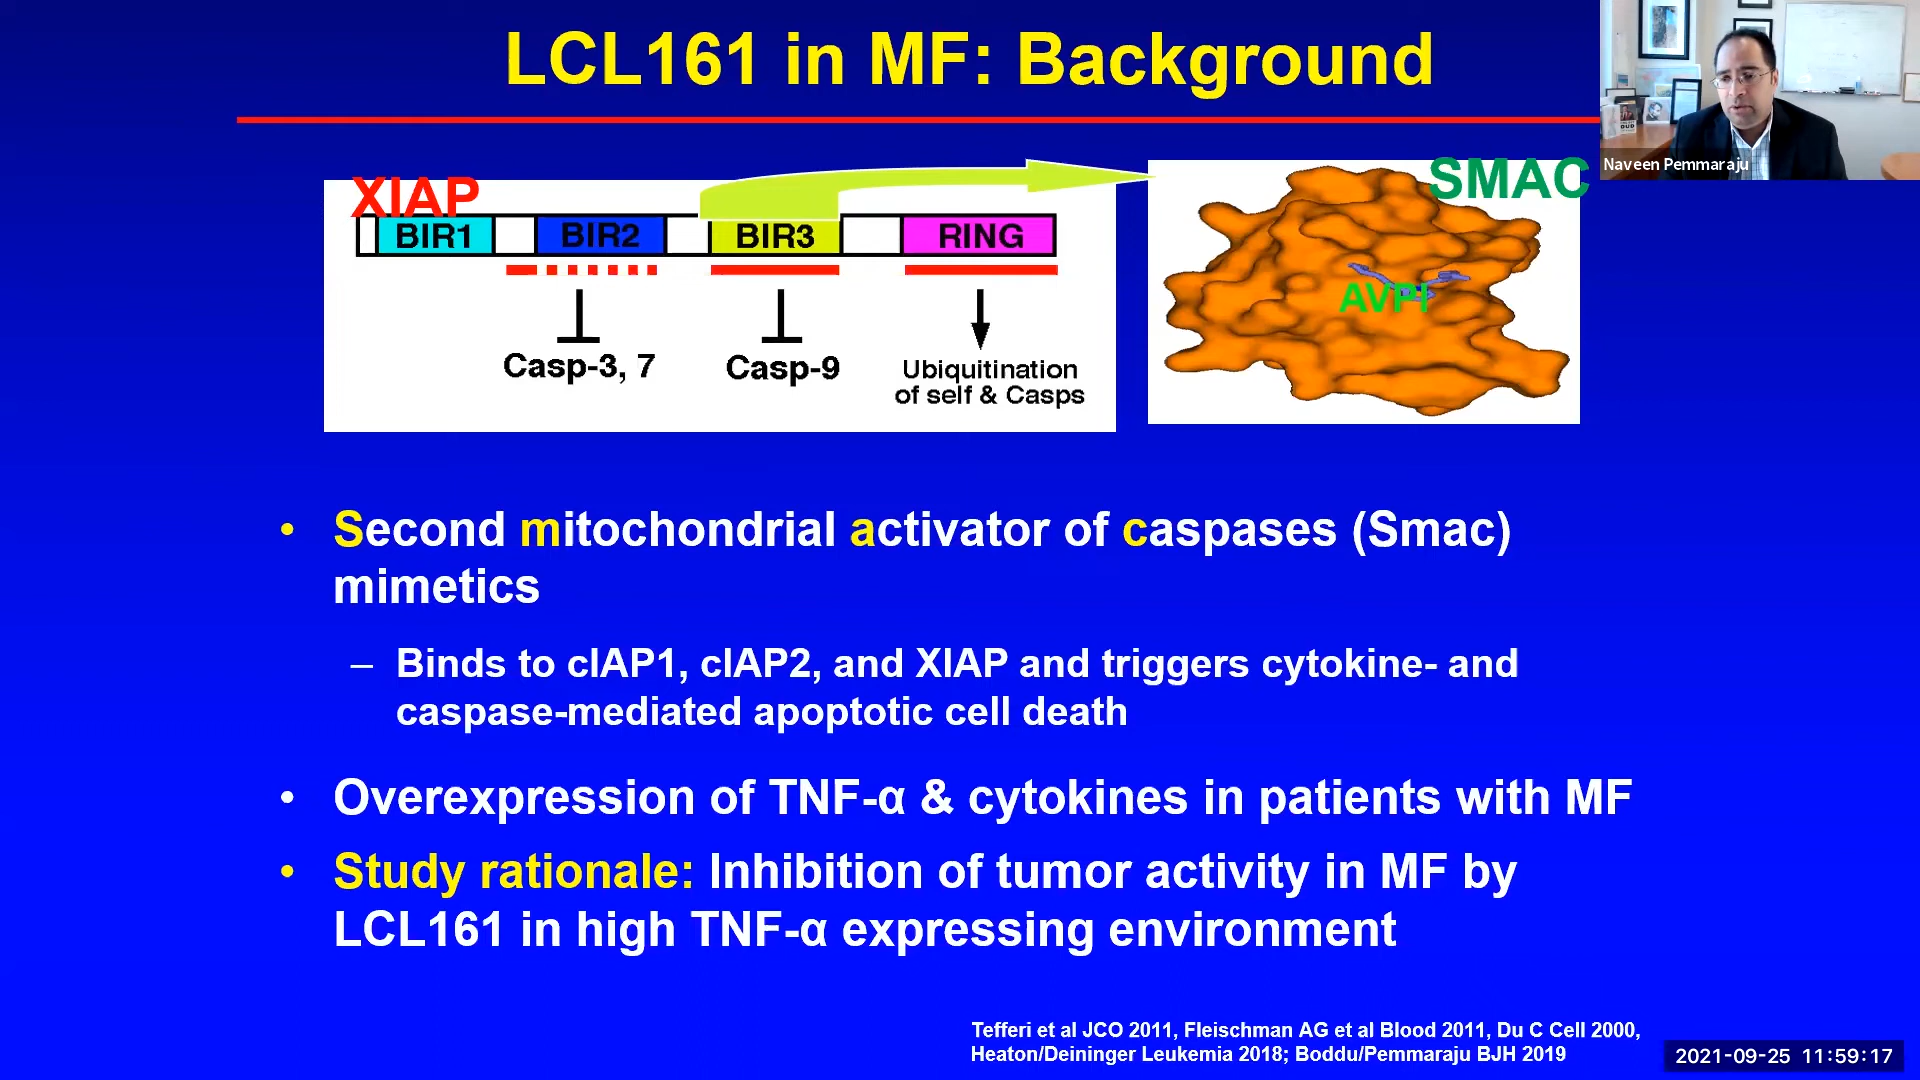 LCL161 in MF: Background
Naveen Pemmaraju
XIAP
BIR1 BIR2 BIR3 RING
Casp-3, 7 Casp-9 Ubiquitination
of self & Casps
SMAC
AVPI
• Second mitochondrial activator of caspases (Smac)
mimetics
– Binds to cIAP1, cIAP2, and XIAP and triggers cytokine- and
caspase-mediated apoptotic cell death
• Overexpression of TNF-α & cytokines in patients with MF
• Study rationale: Inhibition of tumor activity in MF by
LCL161 in high TNF-α expressing environment
Tefferi et al JCO 2011, Fleischman AG et al Blood 2011, Du C Cell 2000,
Heaton/Deininger Leukemia 2018; Boddu/Pemmaraju BJH 2019
2021-09-25 11:59:17